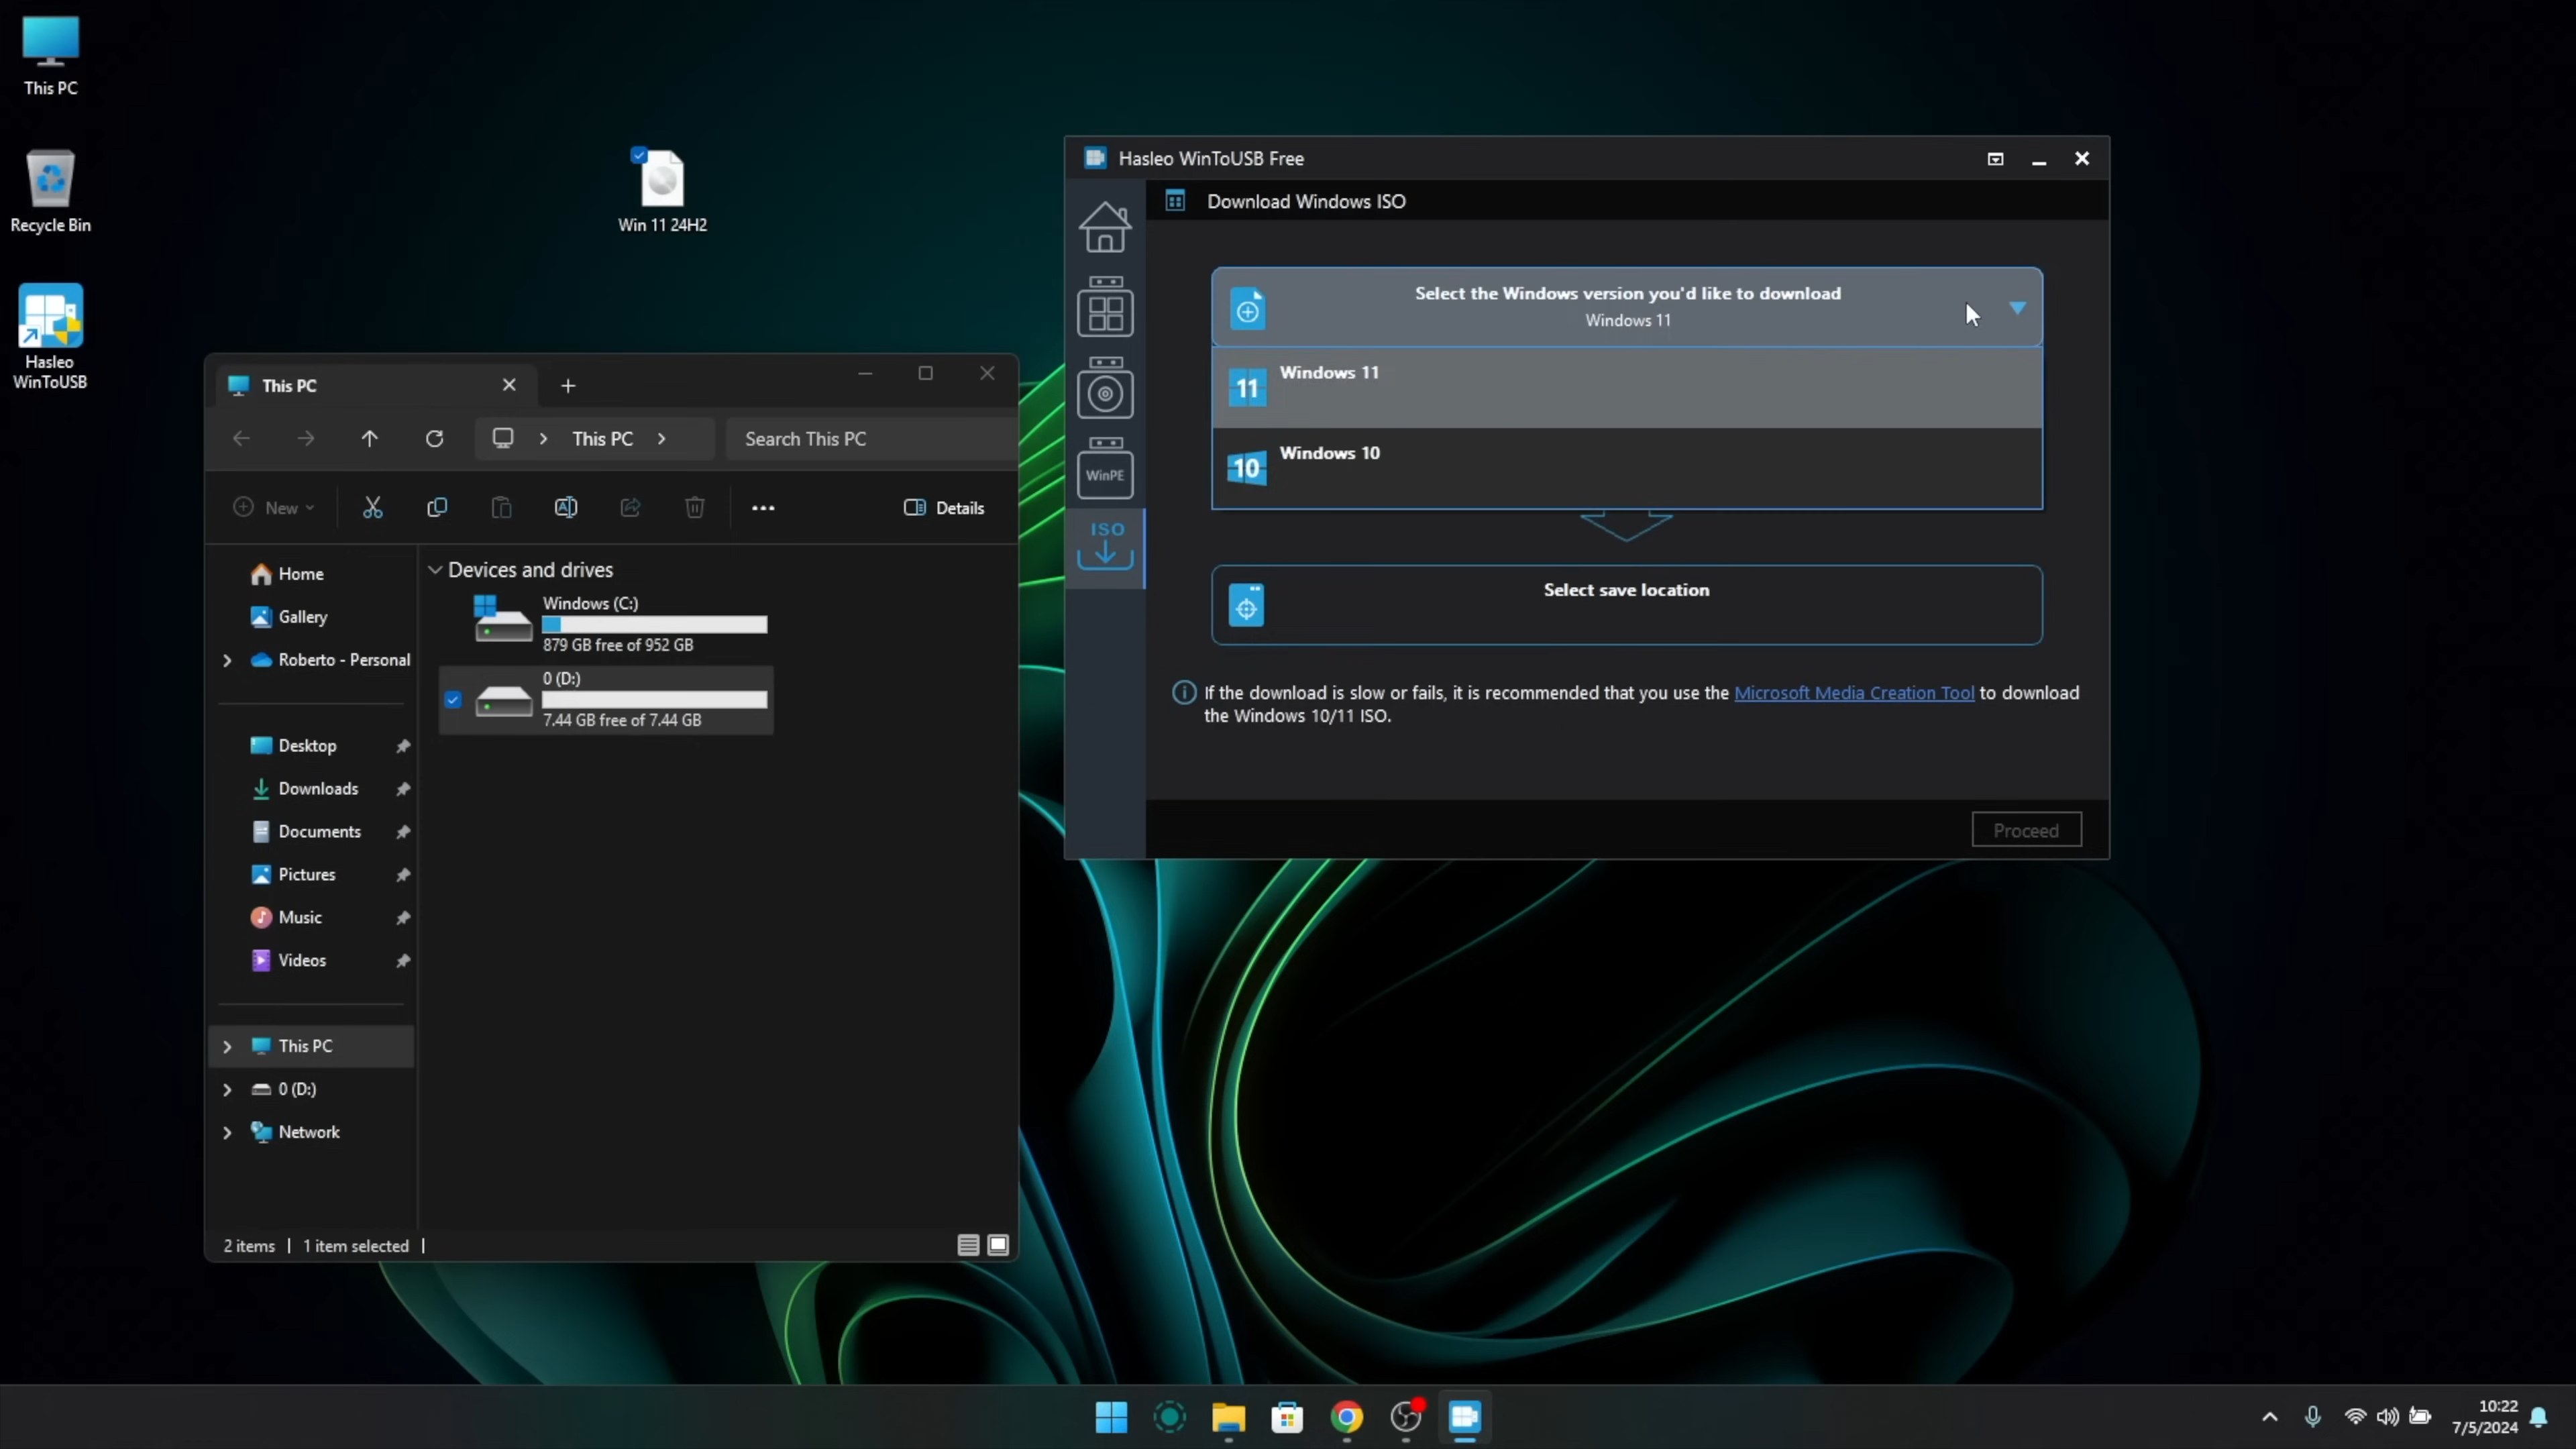 This PC
Recycle Bin
Hasleo
WinToUSB
Win 11 24H2
This PC
This PC
Search This PC
New
Details
Home
Gallery
Roberto - Personal
Desktop
Downloads
Documents
Pictures
Music
Videos
This PC
0 (D:)
Network
Devices and drives
Windows (C:)
879 GB free of 952 GB
0 (D:)
7.44 GB free of 7.44 GB
2 items
1 item selected
Hasleo WinToUSB Free
Download Windows ISO
WinPE
ISO
Select the Windows version you'd like to download
Windows 11
11
Windows 11
10
Windows 10
Select save location
If the download is slow or fails, it is recommended that you use the Microsoft Media Creation Tool to download
the Windows 10/11 ISO.
Proceed
10:22
7/5/2024